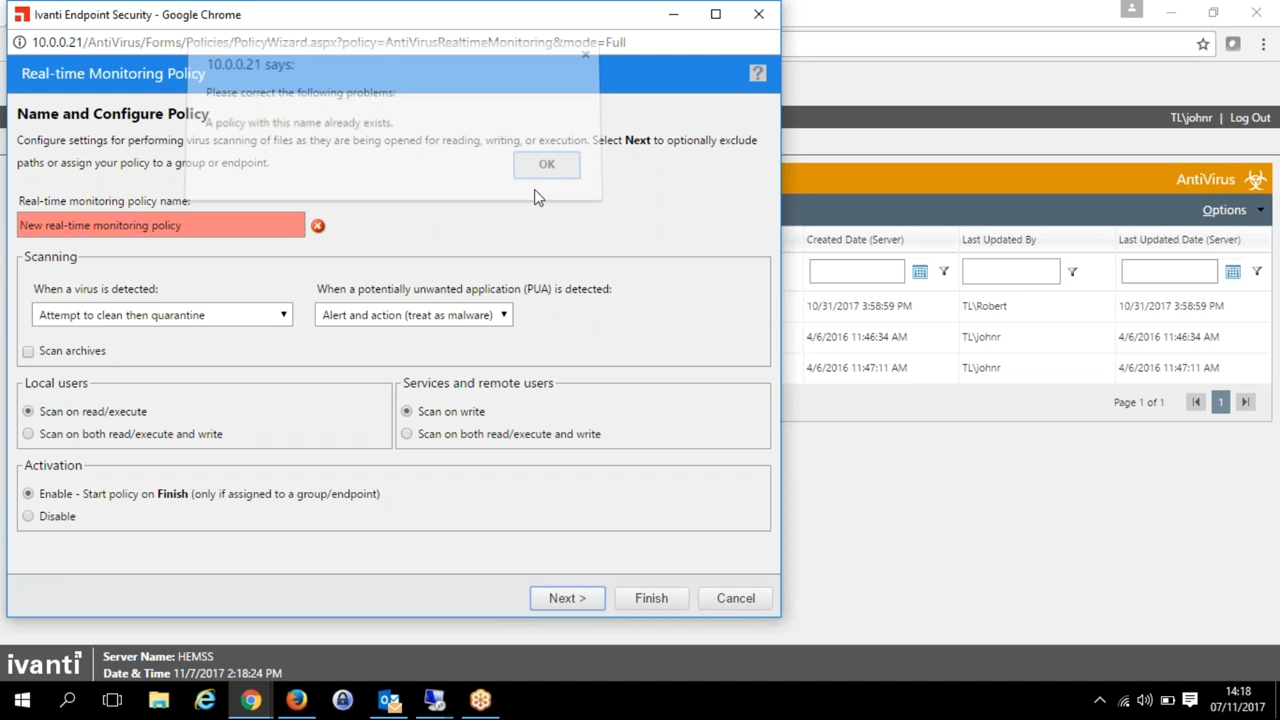 Ivanti Endpoint Security - Google Chrome
10.0.0.21/AntiVirus/Forms/Policies/PolicyWizard.aspx?policy=AntiVirusRealtimeMonitoring&mode=Full
Real-time Monitoring Policy
?
10.0.0.21 says:
Please correct the following problems:
A policy with this name already exists.
OK
Name and Configure Policy
Configure settings for performing virus scanning of files as they are being opened for reading, writing, or execution. Select Next to optionally exclude
paths or assign your policy to a group or endpoint.
Real-time monitoring policy name:
New real-time monitoring policy
Scanning
When a virus is detected:
When a potentially unwanted application (PUA) is detected:
Attempt to clean then quarantine
Alert and action (treat as malware)
Scan archives
Local users
Services and remote users
Scan on read/execute
Scan on write
Scan on both read/execute and write
Scan on both read/execute and write
Activation
Enable - Start policy on Finish (only if assigned to a group/endpoint)
Disable
Next >
Finish
Cancel
TL\johnr | Log Out
AntiVirus
Options
Created Date (Server)
Last Updated By
Last Updated Date (Server)
10/31/2017 3:58:59 PM
TL\Robert
10/31/2017 3:58:59 PM
4/6/2016 11:46:34 AM
TL\johnr
4/6/2016 11:46:34 AM
4/6/2016 11:47:11 AM
TL\johnr
4/6/2016 11:47:11 AM
Page 1 of 1
1
ivanti
Server Name: HEMSS
Date & Time 11/7/2017 2:18:24 PM
14:18
07/11/2017